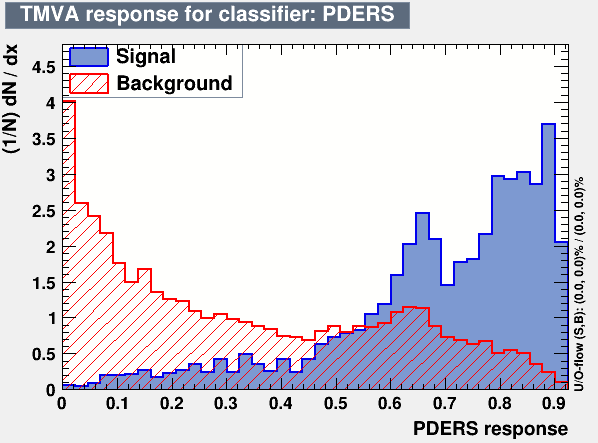 TMVA response for classifier: PDERS
(1/N) dN / dx
Signal
Background
4.5
4
3.5
3
2.5
2
1.5
1
0.5
0
0 0.1 0.2 0.3 0.4 0.5 0.6 0.7 0.8 0.9
PDERS response
U/O-flow (S,B): (0.0, 0.0)% / (0.0, 0.0)%